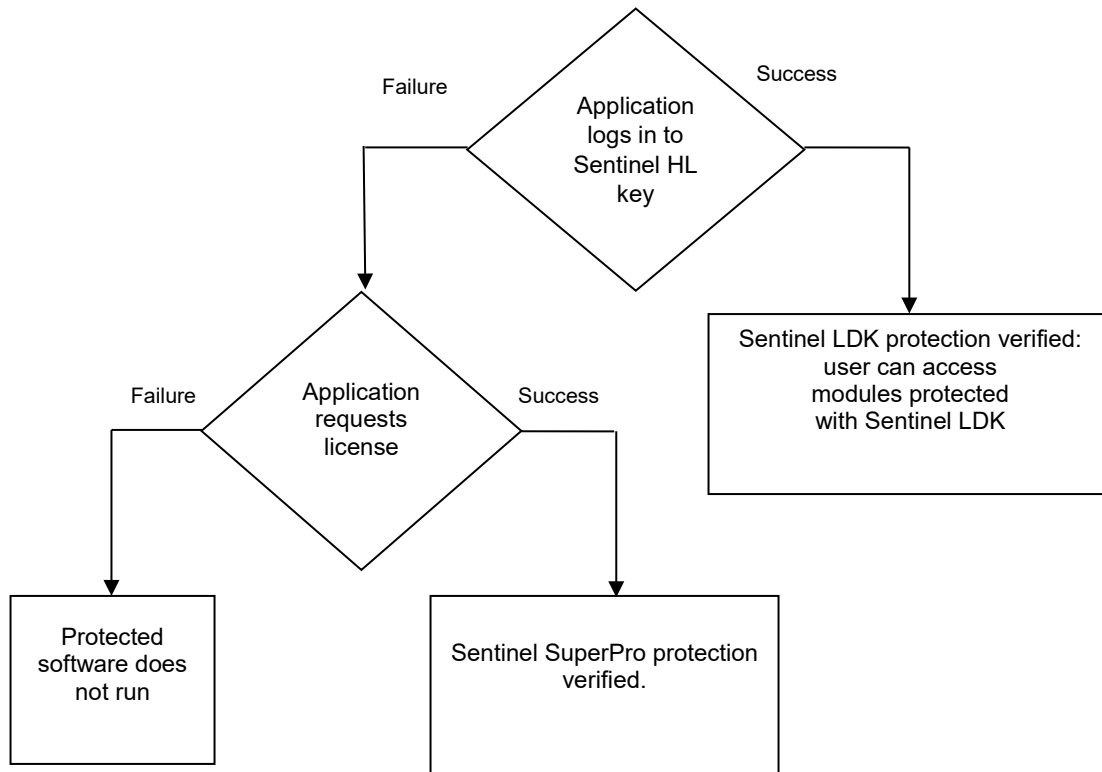 Failure
Success
Application
logs in to
Sentinel HL
key
Sentinel LDK protection verified:
user can access
modules protected
with Sentinel LDK
Failure
Success
Application
requests
license
Protected
software does
not run
Sentinel SuperPro protection
verified.